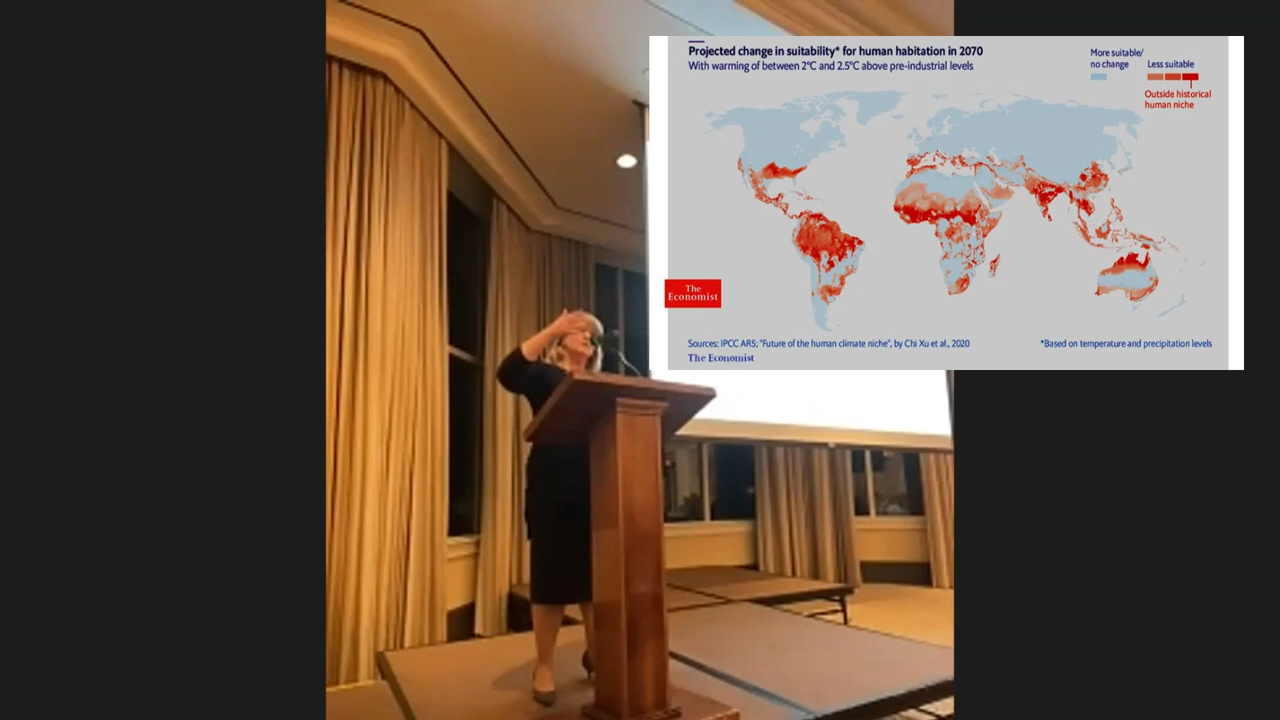 Projected change in suitability* for human habitation in 2070
With warming of between 2°C and 2.5°C above pre-industrial levels
More suitable/
no change
Less suitable
Outside historical
human niche
The
Economist
Sources: IPCC AR5; "Future of the human climate niche", by Chi Xu et al., 2020
*Based on temperature and precipitation levels
The Economist